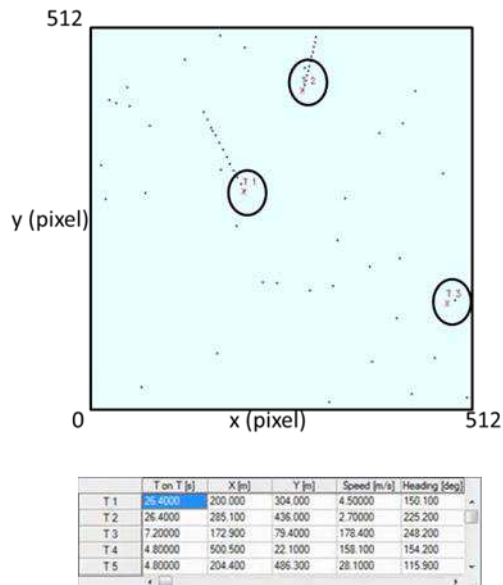 512
T 2
T 1
y (pixel)
T 3
0
x (pixel)
512
T on T [s] X [m] Y [m] Speed [m/s] Heading [deg]
T 1 26.4000 200.000 304.000 4.50000 150.100
T 2 26.4000 285.100 436.000 2.70000 225.200
T 3 7.20000 172.900 79.4000 178.400 248.200
T 4 4.80000 500.500 22.1000 158.100 154.200
T 5 4.80000 204.400 486.300 28.1000 115.900